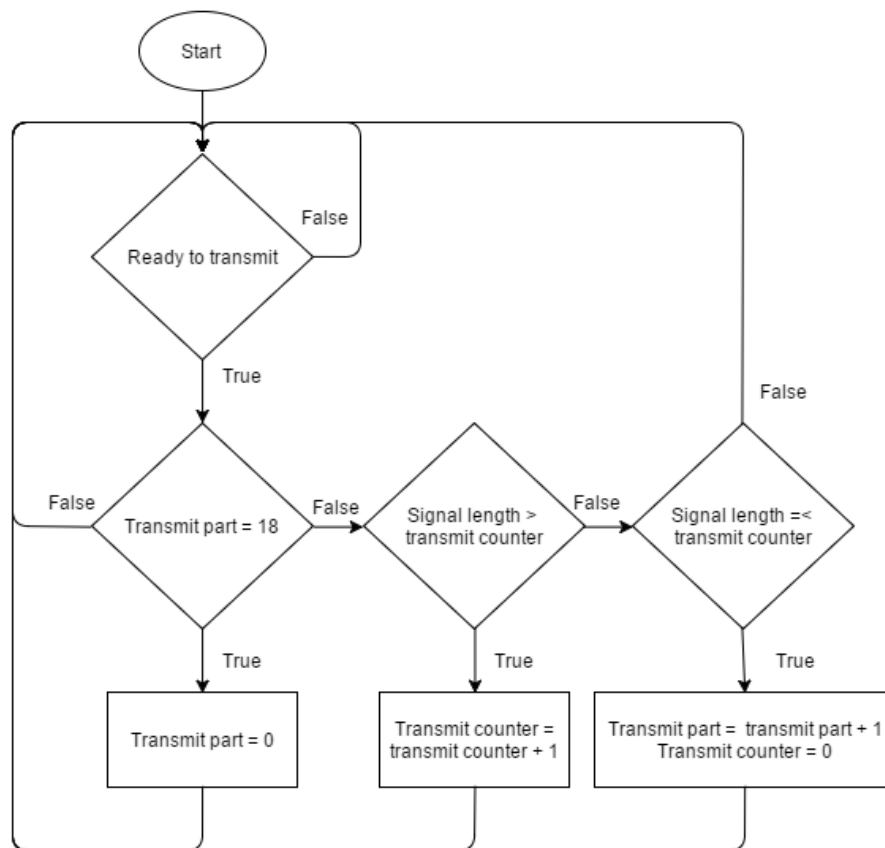 Start
False
Ready to transmit
True
False
False
Transmit part = 18
False
Signal length >
transmit counter
False
Signal length =<
transmit counter
True
True
True
Transmit part = 0
Transmit counter =
transmit counter + 1
Transmit part =  transmit part + 1
Transmit counter = 0